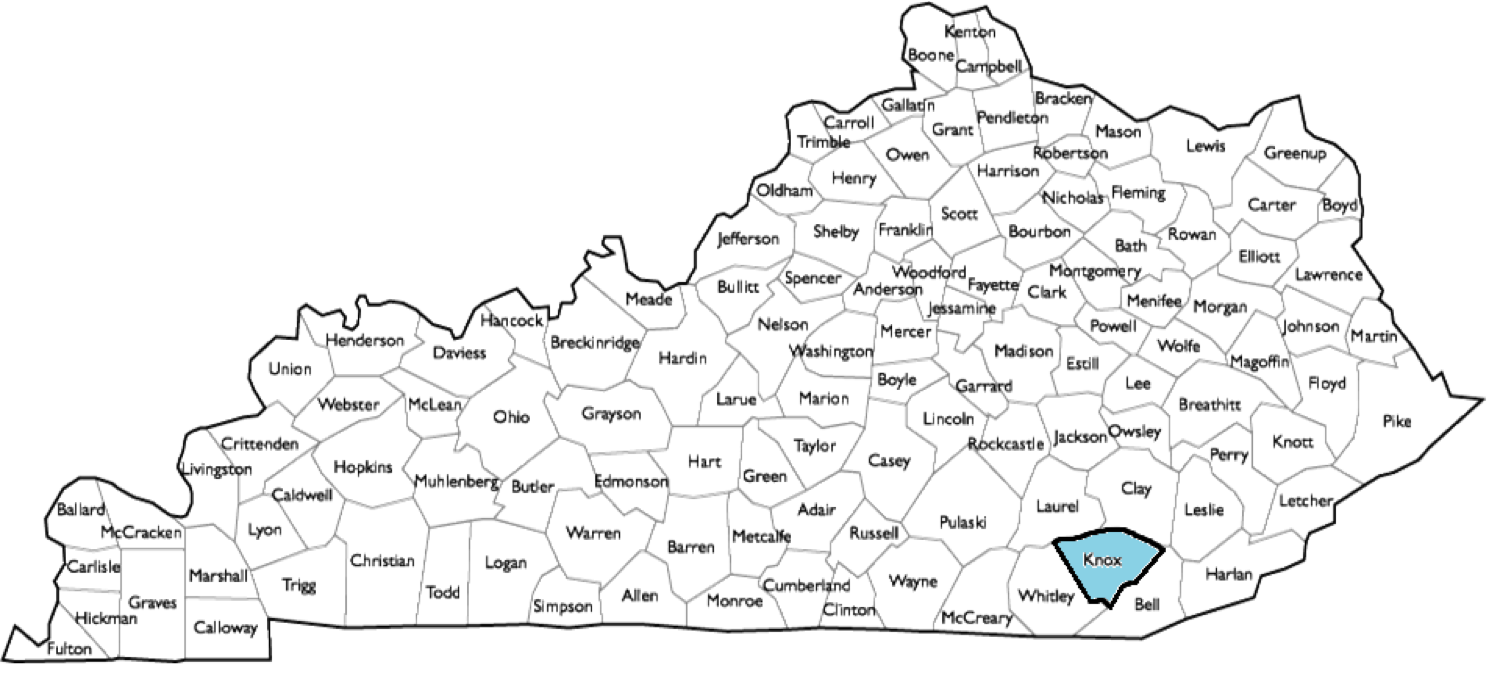 Kenton
Boone
Campbell
Gallatin
Bracken
Carroll
Pendleton
Grant
Mason
Trimble
Lewis
Owen
Robertson
Greenup
Harrison
Henry
Oldham
Nicholas
Fleming
Carter
Boyd
Scott
Shelby
Franklin
Bourbon
Rowan
Jefferson
Bath
Elliott
Woodford
Montgomery
Lawrence
Spencer
Fayette
Bullitt
Anderson
Clark
Meade
Menifee
Morgan
Jessamine
Hancock
Nelson
Powell
Johnson
Mercer
Martin
Henderson
Breckinridge
Daviess
Washington
Madison
Wolfe
Hardin
Estill
Magoffin
Union
Boyle
Garrard
Lee
Floyd
Webster
McLean
Larue
Marion
Breathitt
Ohio
Grayson
Lincoln
Pike
Crittenden
Taylor
Rockcastle
Jackson
Owsley
Knott
Livingston
Hopkins
Hart
Casey
Perry
Muhlenberg
Butler
Edmonson
Green
Clay
Caldwell
Letcher
Ballard
Adair
Laurel
Leslie
McCracken
Lyon
Warren
Metcalfe
Russell
Pulaski
Barren
Carlisle
Marshall
Christian
Logan
Knox
Trigg
Cumberland
Wayne
Harlan
Graves
Todd
Simpson
Allen
Monroe
Clinton
Whitley
Bell
Hickman
Calloway
McCreary
Fulton